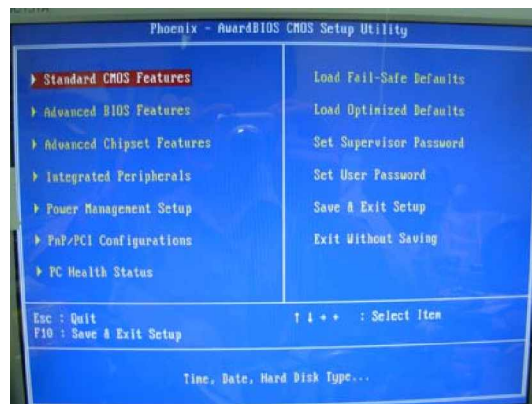 Phoenix - AwardBIOS CMOS Setup Utility
Standard CMOS Features
Advanced BIOS Features
Advanced Chipset Features
Integrated Peripherals
Power Management Setup
PnP/PCI Configurations
PC Health Status
Load Fail-Safe Defaults
Load Optimized Defaults
Set Supervisor Password
Set User Password
Save & Exit Setup
Exit Without Saving
Esc : Quit
F10 : Save & Exit Setup
↑ ↓ → ← : Select Item
Time, Date, Hard Disk Type...